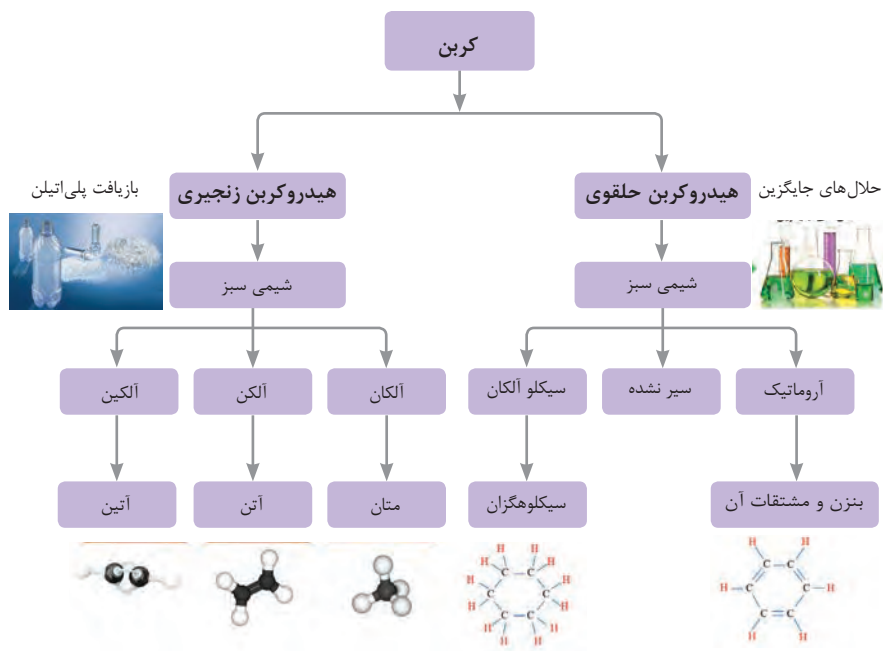 کربن
حلال‌های جایگزین
هیدروکربن حلقوی
هیدروکربن زنجیری
بازیافت پلی‌اتیلن
شیمی سبز
شیمی سبز
آروماتیک
سیر نشده
سیکلو آلکان
آلکان
آلکن
آلکین
بنزن و مشتقات آن
سیکلوهگزان
متان
آتن
آتین
H H
C C
H C C H
C C
H H
H H H H
C C
H C C H
H C C H
C C
H H H H